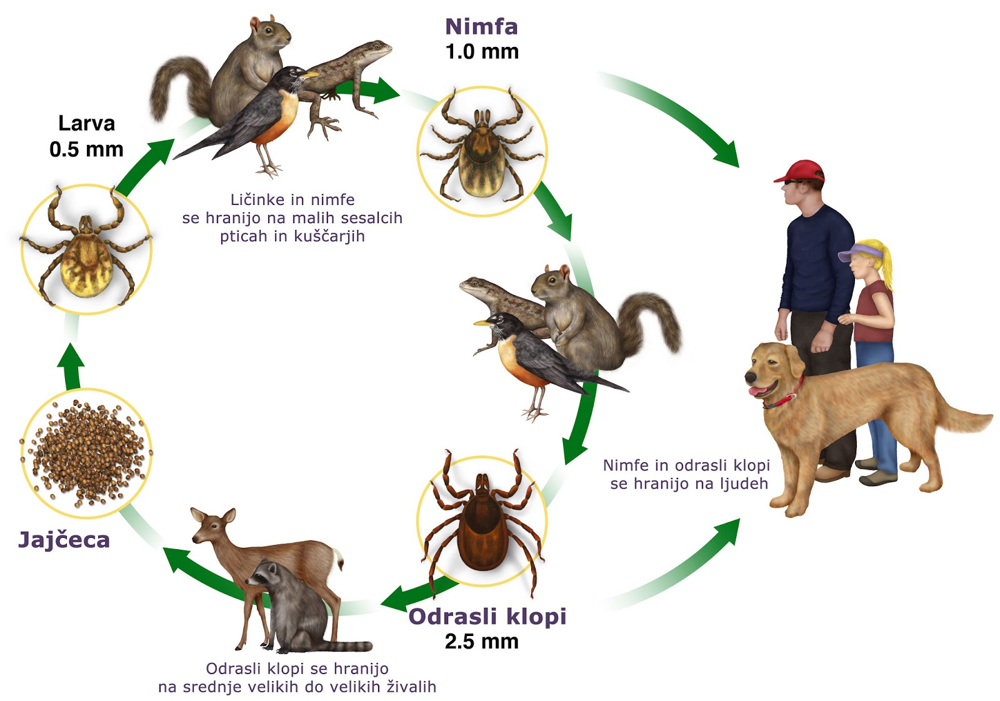 Nimfa
1.0 mm
Larva
0.5 mm
Ličinke in nimfe
se hranijo na malih sesalcih
pticah in kuščarjih
Nimfe in odrasli klopi
se hranijo na ljudeh
Jajčeca
Odrasli klopi
2.5 mm
Odrasli klopi se hranijo
na srednje velikih do velikih živalih